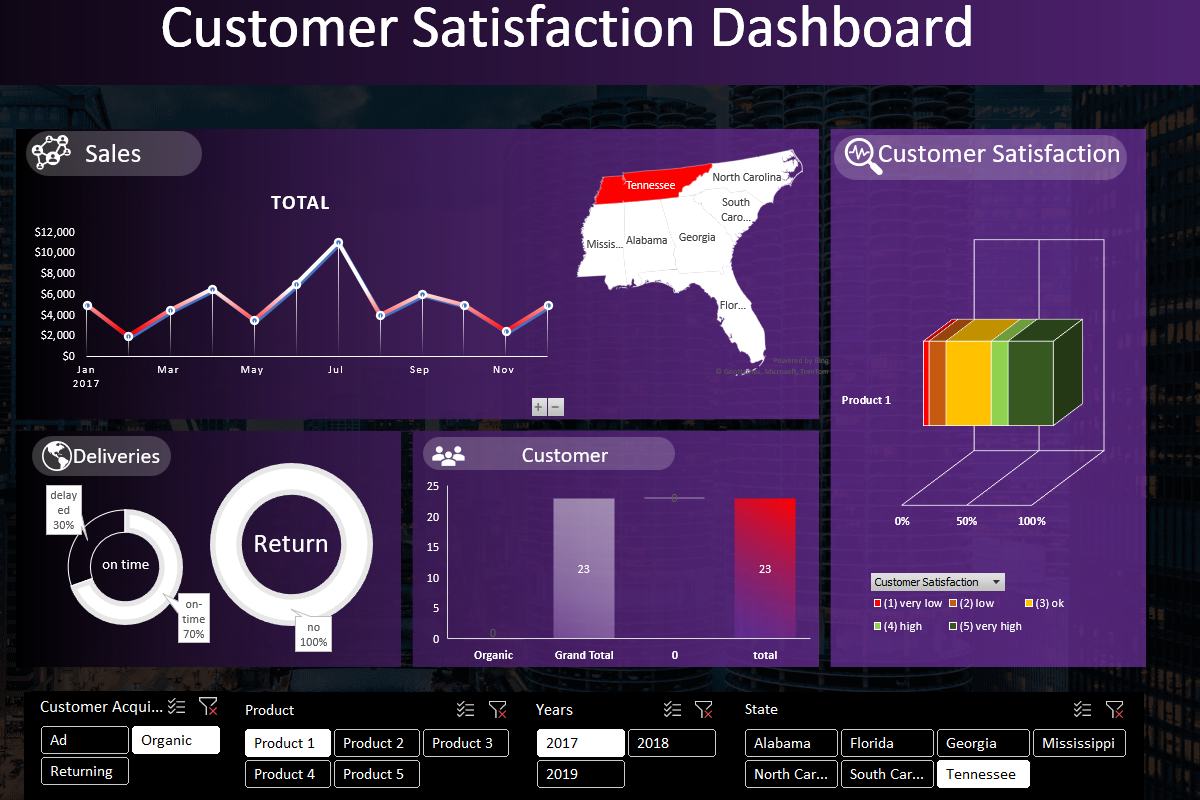 Customer Satisfaction Dashboard
Sales
TOTAL
$12,000
$10,000
$8,000
$6,000
$4,000
$2,000
$0
Jan
2017
Mar
May
Jul
Sep
Nov
Tennessee
North Carolina
South
Caro...
Missis...
Alabama
Georgia
Flor...
Powered by Bing
© GeoNames, Microsoft, TomTom
+
−
Customer Satisfaction
Product 1
0%
50%
100%
Customer Satisfaction
(1) very low
(2) low
(3) ok
(4) high
(5) very high
Deliveries
delay
ed
30%
on time
on-
time
70%
Return
no
100%
Customer
25
20
15
10
5
0
0
23
0
23
Organic
Grand Total
0
total
Customer Acqui...
Ad
Organic
Returning
Product
Product 1
Product 2
Product 3
Product 4
Product 5
Years
2017
2018
2019
State
Alabama
Florida
Georgia
Mississippi
North Car...
South Car...
Tennessee